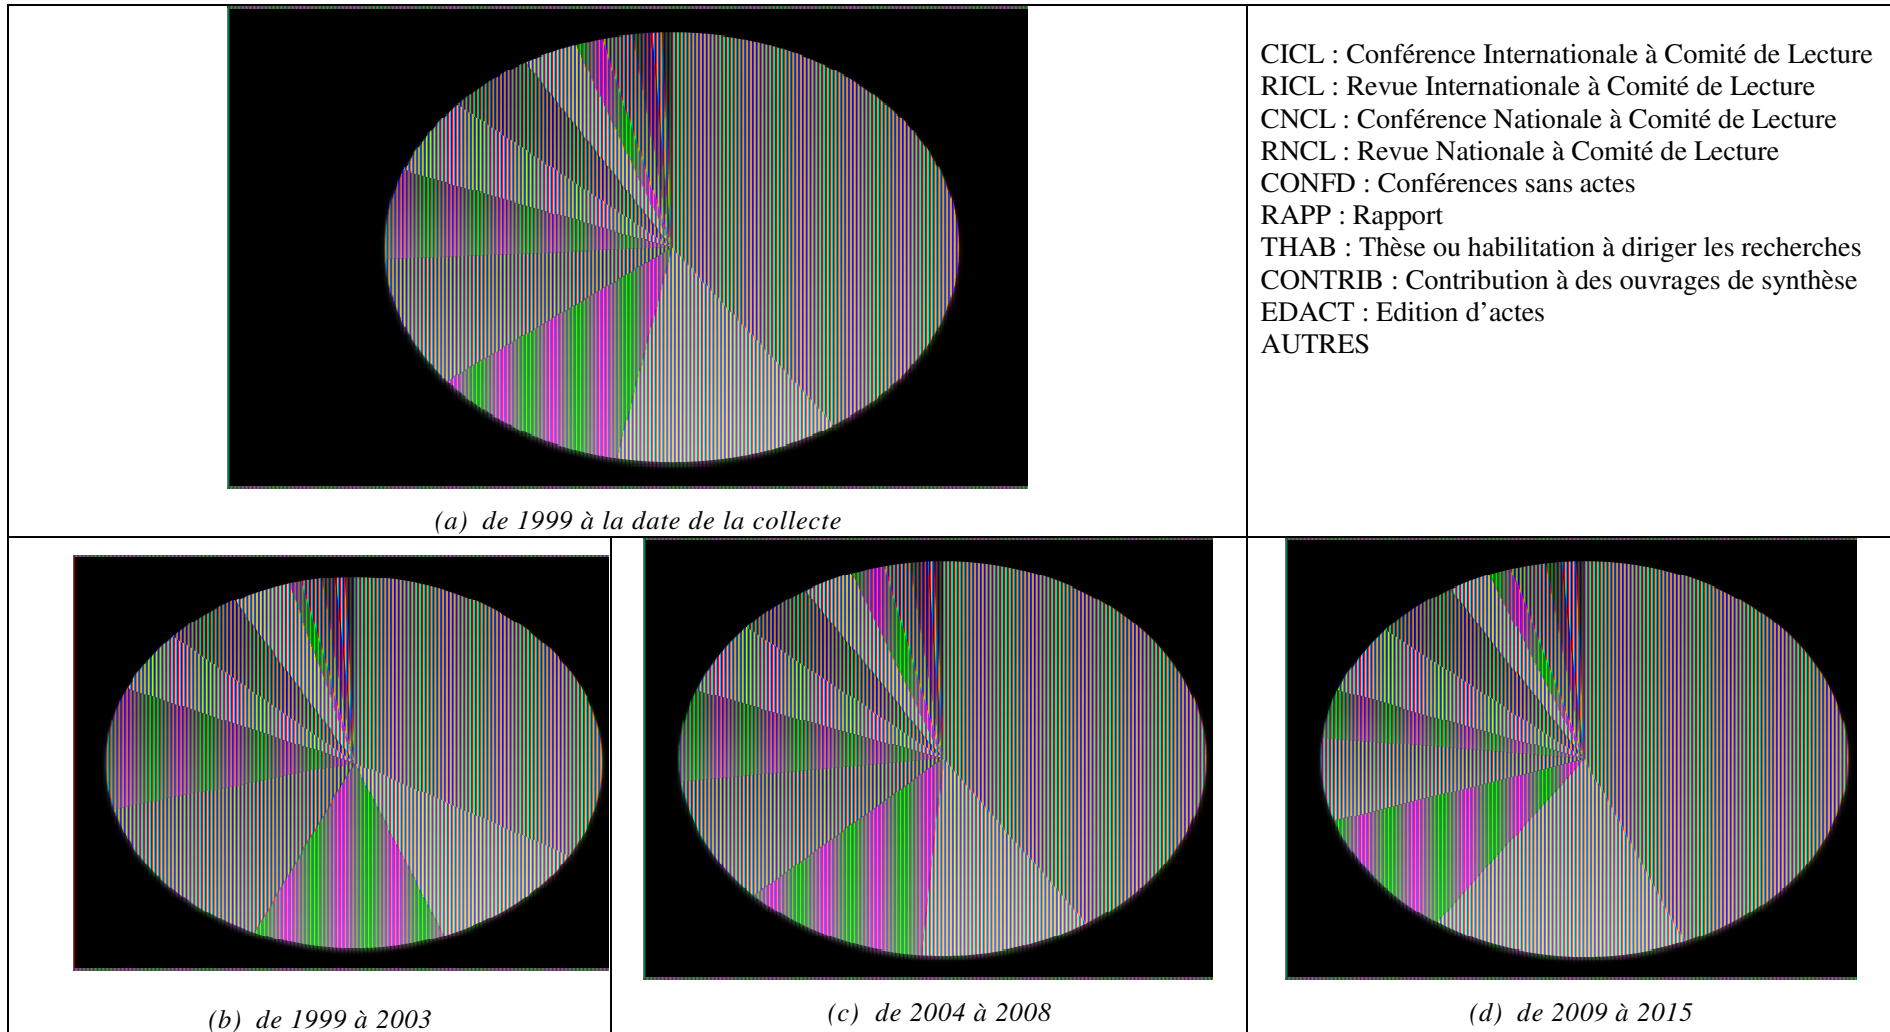 CICL : Conférence Internationale à Comité de Lecture
RICL : Revue Internationale à Comité de Lecture
CNCL : Conférence Nationale à Comité de Lecture
RNCL : Revue Nationale à Comité de Lecture
CONFD : Conférences sans actes
RAPP : Rapport
THAB : Thèse ou habilitation à diriger les recherches
CONTRIB : Contribution à des ouvrages de synthèse
EDACT : Edition d’actes
AUTRES
(a) de 1999 à la date de la collecte
(b) de 1999 à 2003
(c) de 2004 à 2008
(d) de 2009 à 2015